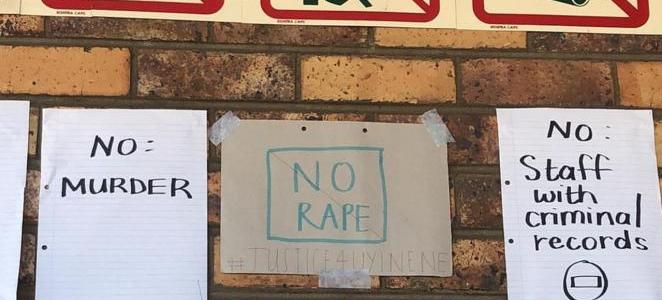 NO:
MURDER
NO
RAPE
#JUSTICE4UYINENE
NO:
Staff
with
criminal
records